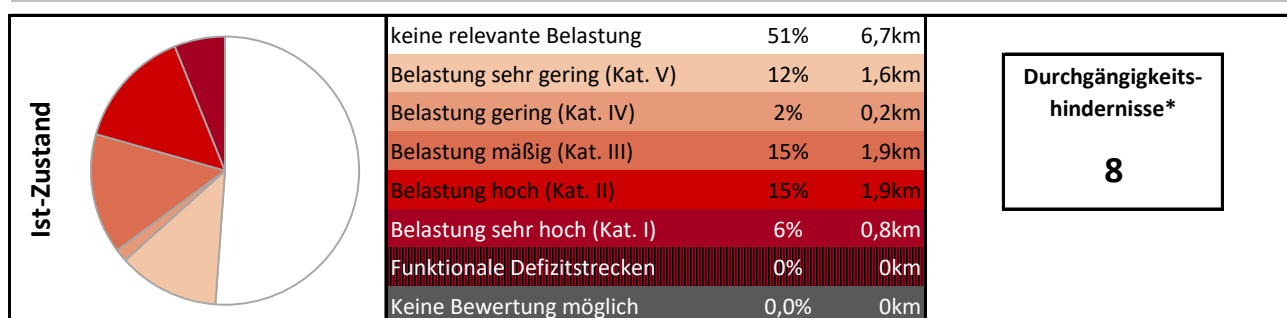 Ist-Zustand
keine relevante Belastung 51% 6,7km
Belastung sehr gering (Kat. V) 12% 1,6km
Belastung gering (Kat. IV) 2% 0,2km
Belastung mäßig (Kat. III) 15% 1,9km
Belastung hoch (Kat. II) 15% 1,9km
Belastung sehr hoch (Kat. I) 6% 0,8km
Funktionale Defizitstrecken 0% 0km
Keine Bewertung möglich 0,0% 0km
Durchgängigkeits-
hindernisse*
8